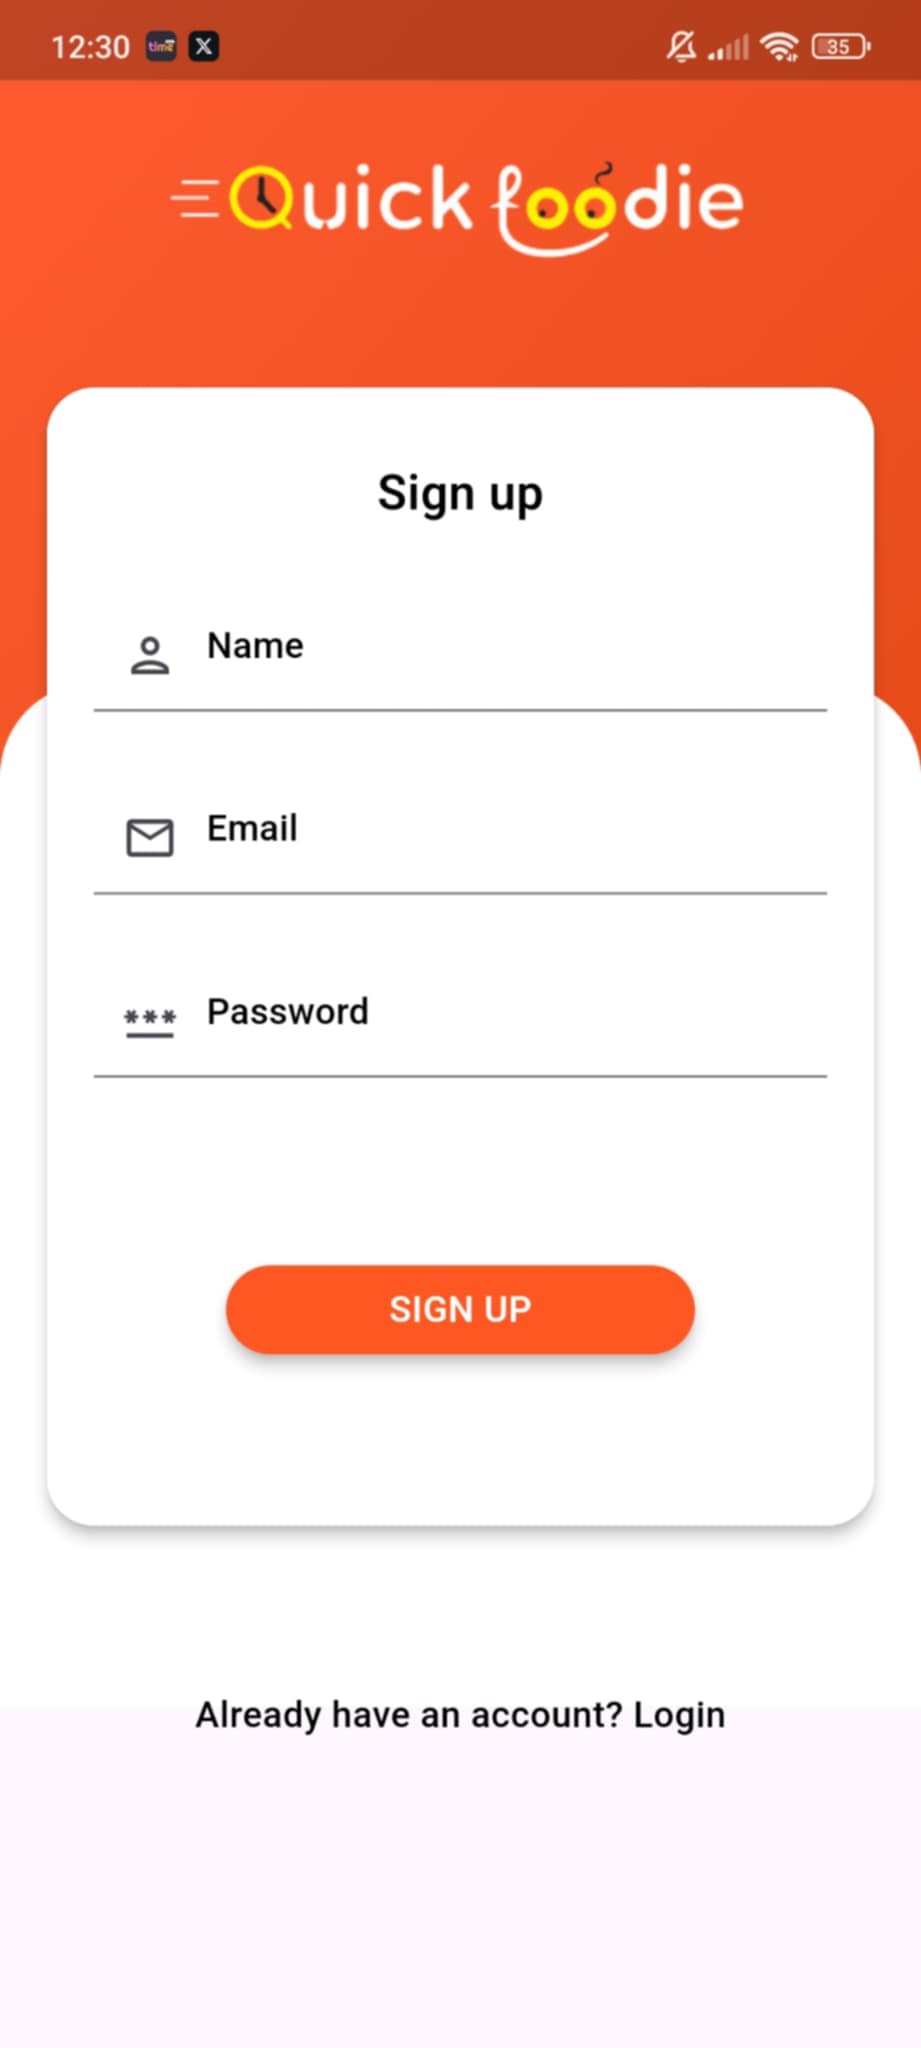 12:30 time X 35
Quick foodie
Sign up
Name
Email
*** Password
SIGN UP
Already have an account? Login